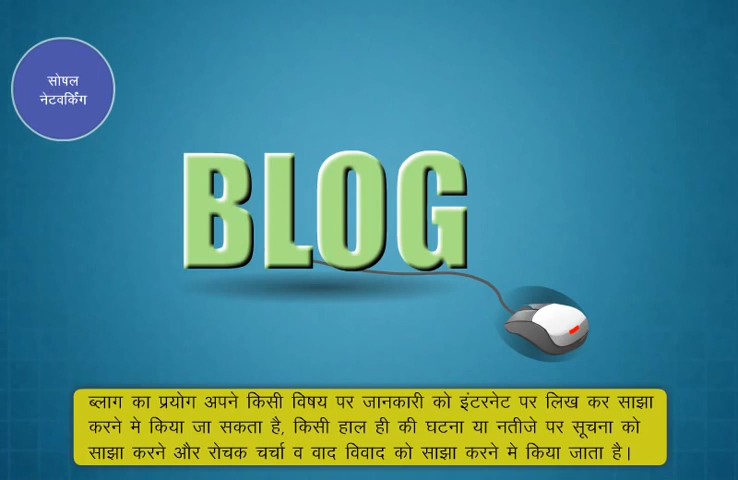 सोषल
नेटवर्किंग
BLOG
ब्लाग का प्रयोग अपने किसी विषय पर जानकारी को इंटरनेट पर लिख कर साझा
करने मे किया जा सकता है, किसी हाल ही की घटना या नतीजे पर सूचना को
साझा करने और रोचक चर्चा व वाद विवाद को साझा करने मे किया जाता है।